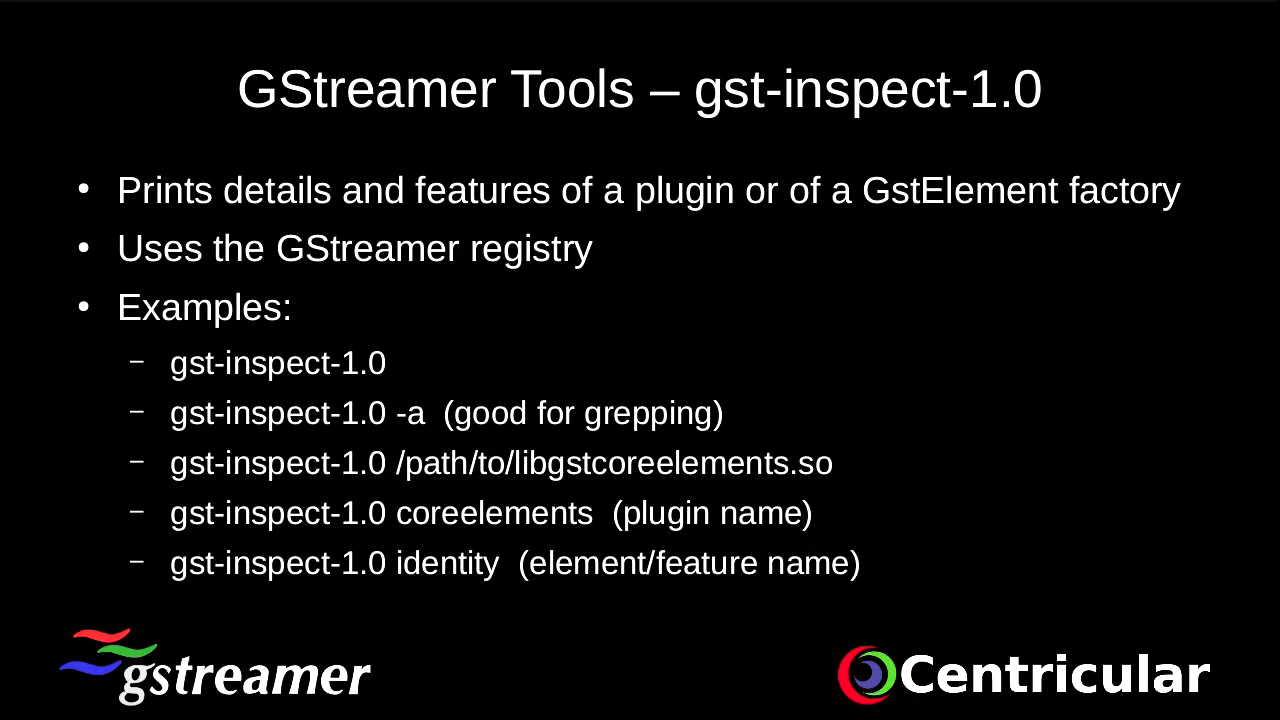 GStreamer Tools – gst-inspect-1.0
• Prints details and features of a plugin or of a GstElement factory
• Uses the GStreamer registry
• Examples:
– gst-inspect-1.0
– gst-inspect-1.0 -a  (good for grepping)
– gst-inspect-1.0 /path/to/libgstcoreelements.so
– gst-inspect-1.0 coreelements  (plugin name)
– gst-inspect-1.0 identity  (element/feature name)
gstreamer
Centricular